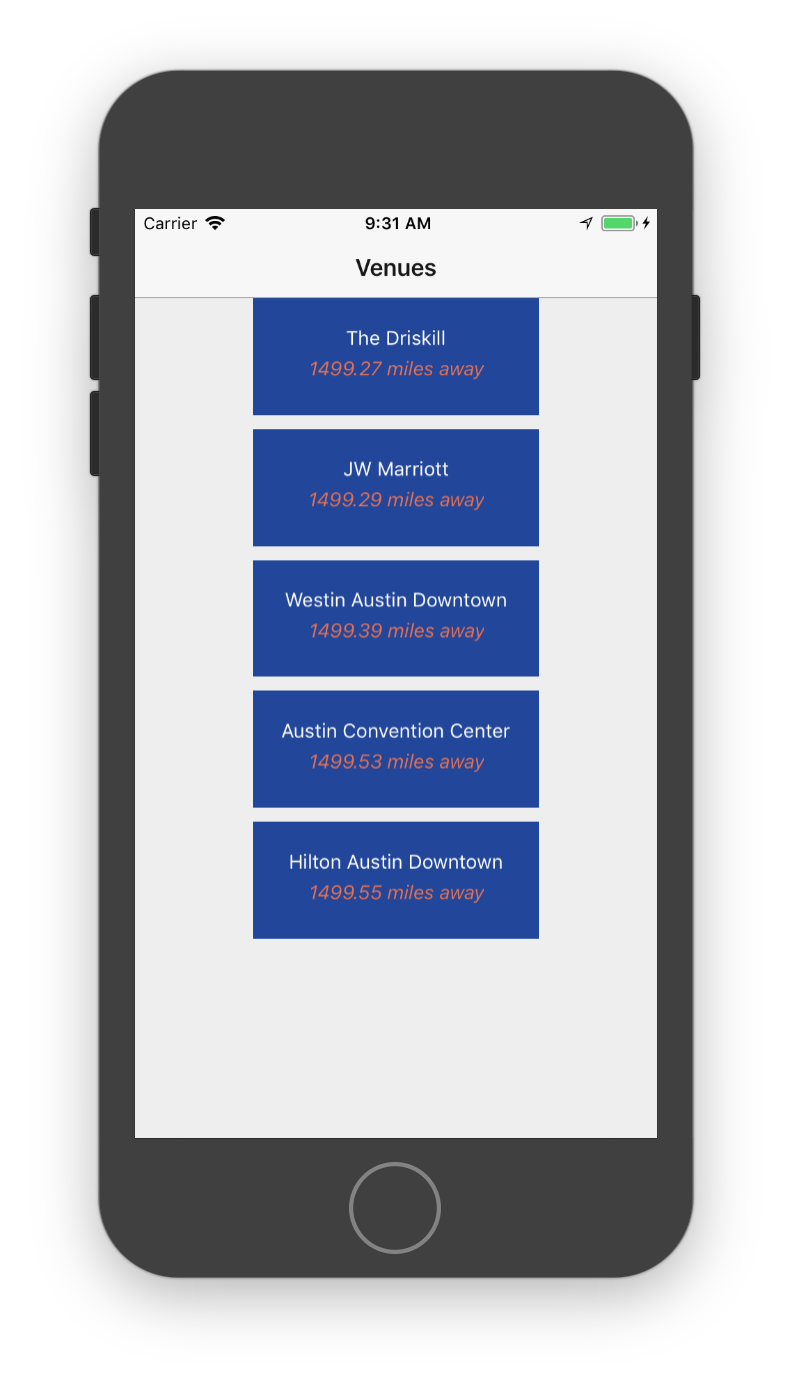 Carrier 9:31 AM
Venues
The Driskill
1499.27 miles away
JW Marriott
1499.29 miles away
Westin Austin Downtown
1499.39 miles away
Austin Convention Center
1499.53 miles away
Hilton Austin Downtown
1499.55 miles away